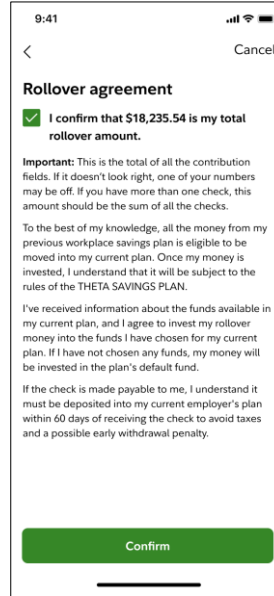 9:41
Cancel
Rollover agreement
I confirm that $18,235.54 is my total
rollover amount.
Important: This is the total of all the contribution
fields. If it doesn't look right, one of your numbers
may be off. If you have more than one check, this
amount should be the sum of all the checks.
To the best of my knowledge, all the money from my
previous workplace savings plan is eligible to be
moved into my current plan. Once my money is
invested, I understand that it will be subject to the
rules of the THETA SAVINGS PLAN.
I've received information about the funds available in
my current plan, and I agree to invest my rollover
money into the funds I have chosen for my current
plan. If I have not chosen any funds, my money will
be invested in the plan's default fund.
If the check is made payable to me, I understand it
must be deposited into my current employer's plan
within 60 days of receiving the check to avoid taxes
and a possible early withdrawal penalty.
Confirm